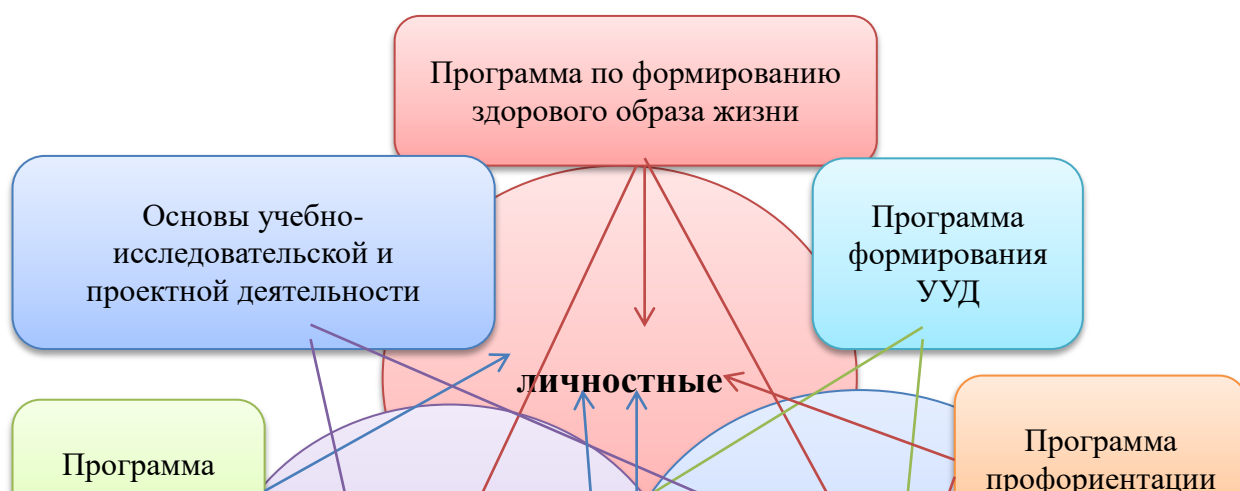 Программа по формированию
здорового образа жизни
Основы учебно-
исследовательской и
проектной деятельности
Программа
формирования
УУД
личностные
Программа
Программа
профориентации